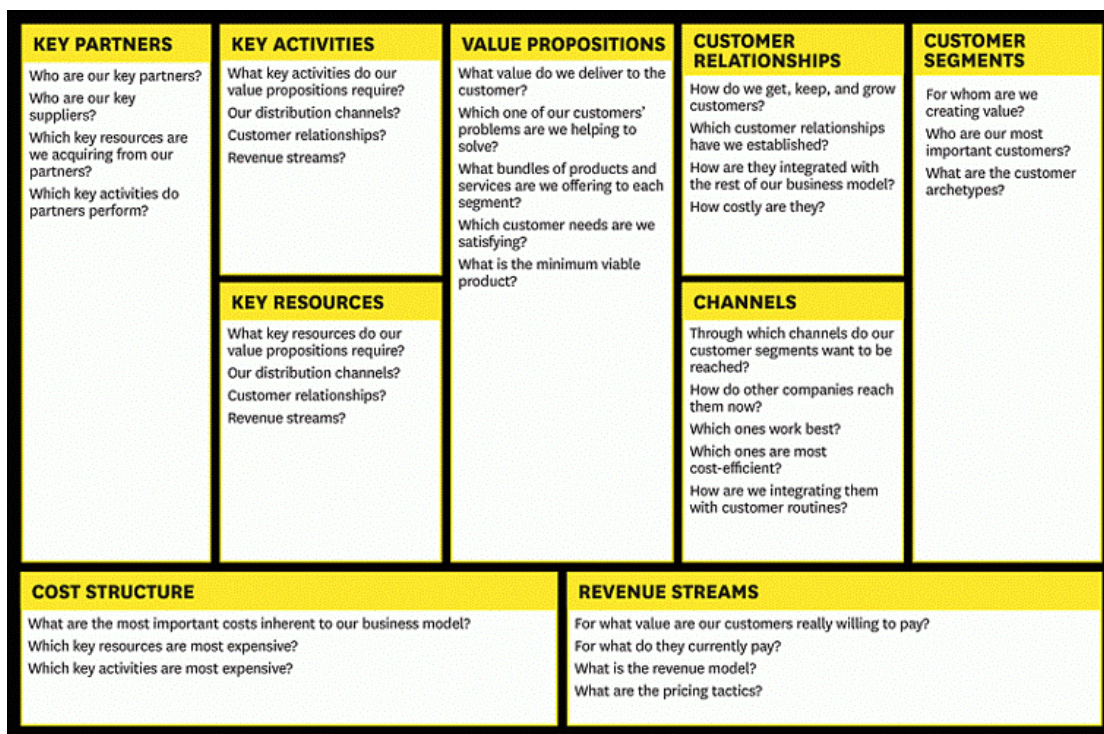 KEY PARTNERS
Who are our key partners?
Who are our key
suppliers?
Which key resources are
we acquiring from our
partners?
Which key activities do
partners perform?
KEY ACTIVITIES
What key activities do our
value propositions require?
Our distribution channels?
Customer relationships?
Revenue streams?
KEY RESOURCES
What key resources do our
value propositions require?
Our distribution channels?
Customer relationships?
Revenue streams?
VALUE PROPOSITIONS
What value do we deliver to the
customer?
Which one of our customers’
problems are we helping to
solve?
What bundles of products and
services are we offering to each
segment?
Which customer needs are we
satisfying?
What is the minimum viable
product?
CUSTOMER
RELATIONSHIPS
How do we get, keep, and grow
customers?
Which customer relationships
have we established?
How are they integrated with
the rest of our business model?
How costly are they?
CHANNELS
Through which channels do our
customer segments want to be
reached?
How do other companies reach
them now?
Which ones work best?
Which ones are most
cost-efficient?
How are we integrating them
with customer routines?
CUSTOMER
SEGMENTS
For whom are we
creating value?
Who are our most
important customers?
What are the customer
archetypes?
COST STRUCTURE
What are the most important costs inherent to our business model?
Which key resources are most expensive?
Which key activities are most expensive?
REVENUE STREAMS
For what value are our customers really willing to pay?
For what do they currently pay?
What is the revenue model?
What are the pricing tactics?